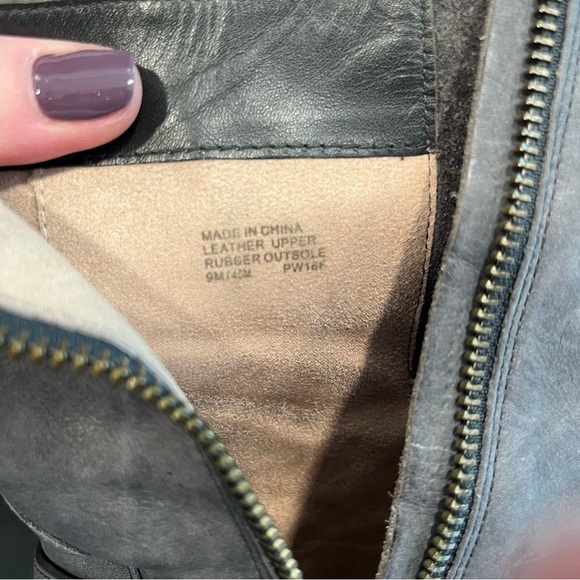 MADE IN CHINA
LEATHER UPPER
RUBBER OUTSOLE
9M/40M PW16F